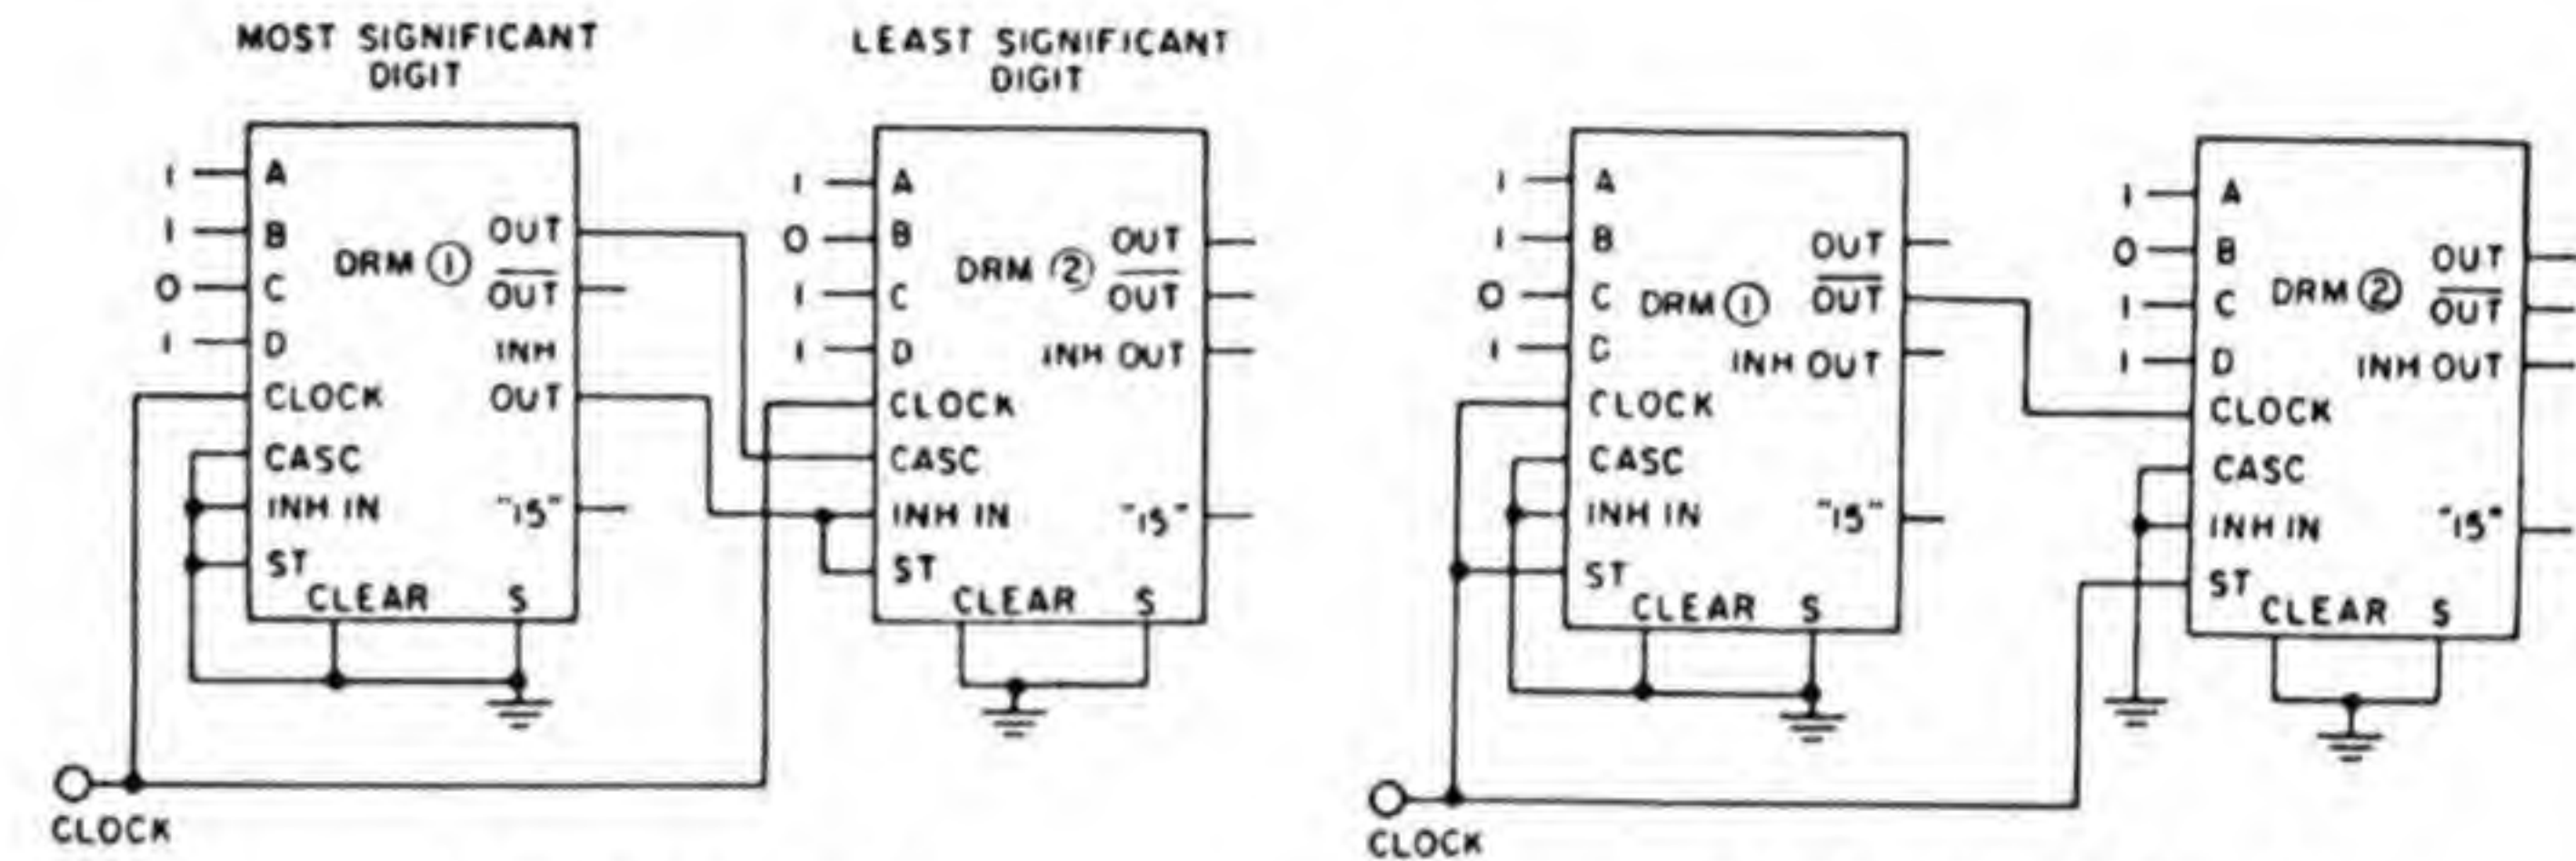 MOST SIGNIFICANT
DIGIT
LEAST SIGNIFICANT
DIGIT
1 A
1 B
0 C
1 D
DRM ①
OUT
OUT
INH
OUT
CLOCK
CASC
INH IN
ST
"15"
CLEAR S
CLOCK
1 A
0 B
1 C
1 D
DRM ②
OUT
OUT
INH OUT
CLOCK
CASC
INH IN
ST
"15"
CLEAR S
1 A
1 B
0 C
1 D
DRM ①
OUT
OUT
INH OUT
CLOCK
CASC
INH IN
ST
"15"
CLEAR S
CLOCK
1 A
0 B
1 C
1 D
DRM ②
OUT
OUT
INH OUT
CLOCK
CASC
INH IN
ST
"15"
CLEAR S